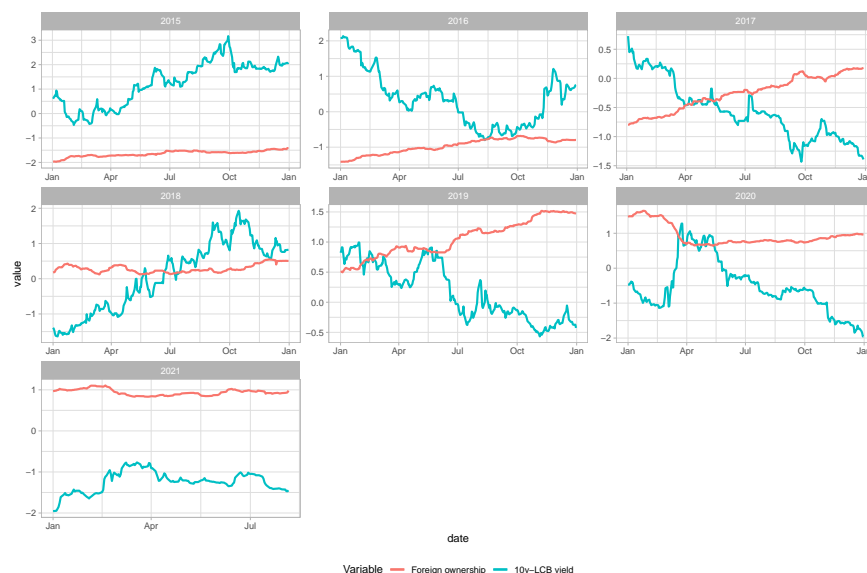 2015 2016 2017
3
2
1
0
−1
−2
Jan Apr Jul Oct Jan
2
1
0
−1
Jan Apr Jul Oct Jan
0.5
0.0
−0.5
−1.0
−1.5
Jan Apr Jul Oct Jan
2018 2019 2020
2
1
0
−1
Jan Apr Jul Oct Jan
1.5
1.0
0.5
0.0
−0.5
Jan Apr Jul Oct Jan
1
0
−1
−2
Jan Apr Jul Oct Jan
2021
1
0
−1
−2
Jan Apr Jul
value
date
Variable Foreign ownership 10y−LCB yield